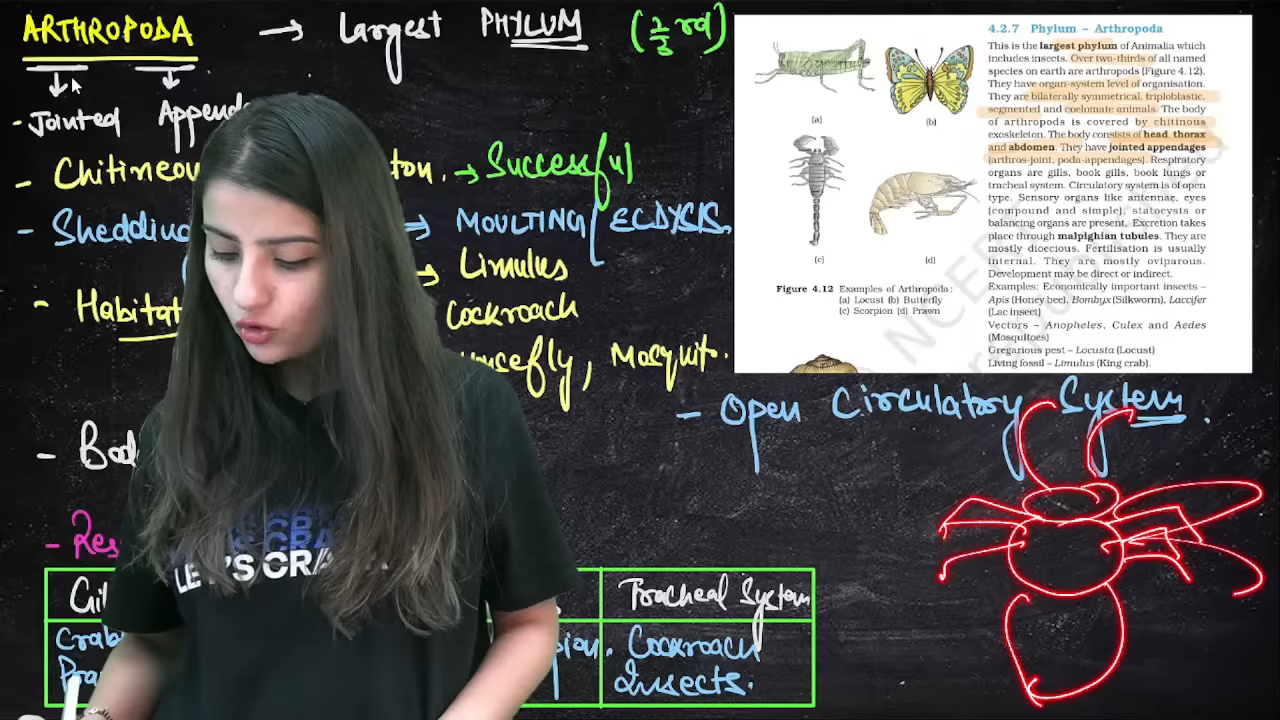 ARTHROPODA → Largest PHYLUM (2/3 rd)
- Jointed Append
- Chitineou ton. → Successful
- Shedding ⇒ MOULTING / ECDYSIS.
- Habitat → Limulus
Cockroach
usefly, Mosquito.
- Bod
- Res
Tracheal System
Crab
sion. Cockroach
Pra
Insects.
LET'S CRA
4.2.7 Phylum – Arthropoda
This is the largest phylum of Animalia which
includes insects. Over two-thirds of all named
species on earth are arthropods (Figure 4.12).
They have organ-system level of organisation.
They are bilaterally symmetrical, triploblastic,
segmented and coelomate animals. The body
of arthropods is covered by chitinous
exoskeleton. The body consists of head, thorax
and abdomen. They have jointed appendages
(arthros-joint, poda-appendages). Respiratory
organs are gills, book gills, book lungs or
tracheal system. Circulatory system is of open
type. Sensory organs like antennae, eyes
(compound and simple), statocysts or
balancing organs are present. Excretion takes
place through malpighian tubules. They are
mostly dioecious. Fertilisation is usually
internal. They are mostly oviparous.
Development may be direct or indirect.
Examples: Economically important insects –
Apis (Honey bee), Bombyx (Silkworm), Laccifer
(Lac insect)
Vectors – Anopheles, Culex and Aedes
(Mosquitoes)
Gregarious pest – Locusta (Locust)
Living fossil – Limulus (King crab).
(a)
(b)
(c)
(d)
Figure 4.12 Examples of Arthropoda :
(a) Locust (b) Butterfly
(c) Scorpion (d) Prawn
- Open Circulatory System.